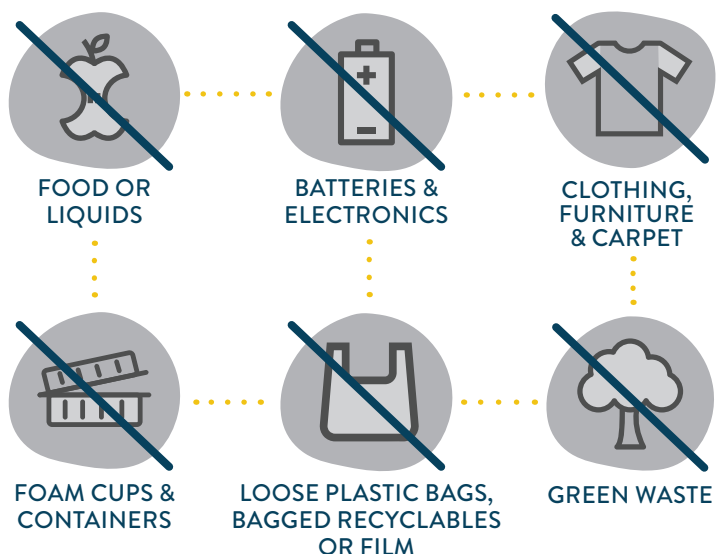 FOOD OR
LIQUIDS
BATTERIES &
ELECTRONICS
CLOTHING,
FURNITURE
& CARPET
FOAM CUPS &
CONTAINERS
LOOSE PLASTIC BAGS,
BAGGED RECYCLABLES
OR FILM
GREEN WASTE